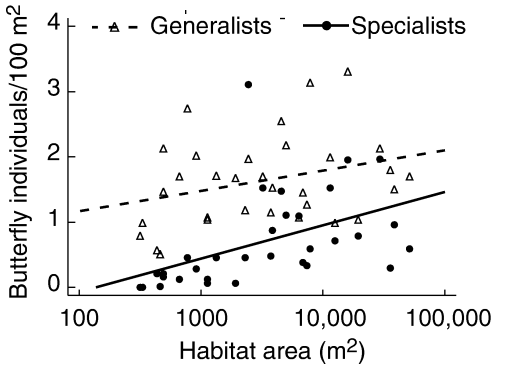 Generalists Specialists
Butterfly individuals/100 m²
4
3
2
1
0
100 1000 10,000 100,000
Habitat area (m²)